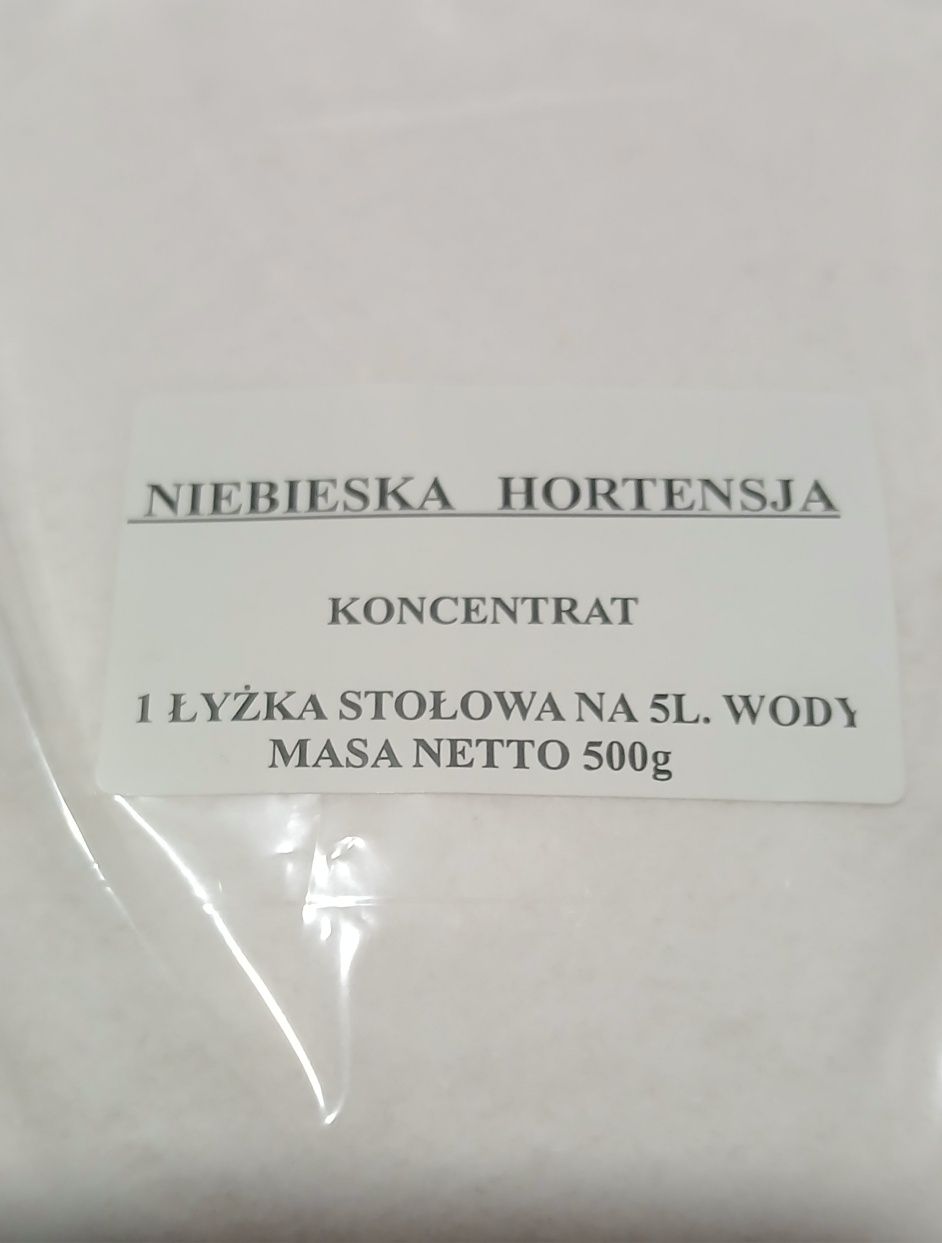 NIEBIESKA HORTENSJA
KONCENTRAT
1 ŁYŻKA STOŁOWA NA 5L. WODY
MASA NETTO 500g